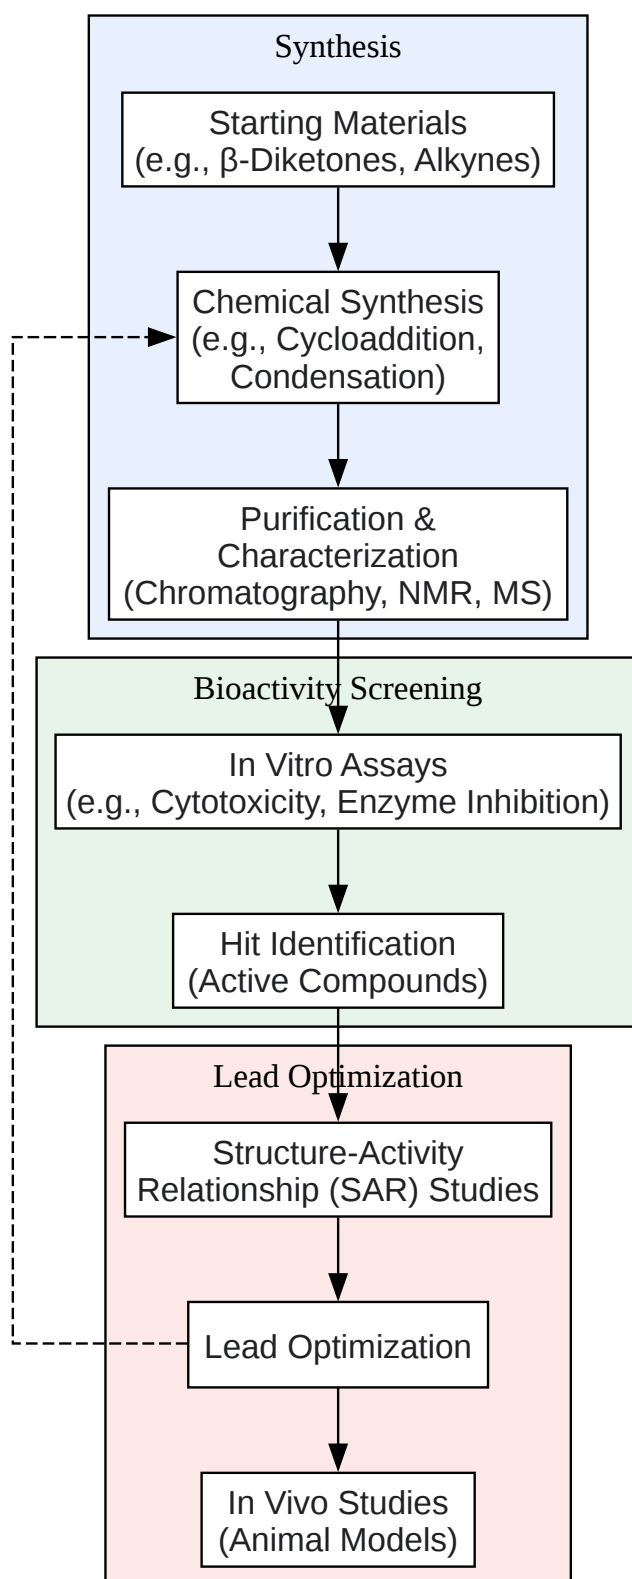 Synthesis
Starting Materials
(e.g., β-Diketones, Alkynes)
Chemical Synthesis
(e.g., Cycloaddition,
Condensation)
Purification &
Characterization
(Chromatography, NMR, MS)
Bioactivity Screening
In Vitro Assays
(e.g., Cytotoxicity, Enzyme Inhibition)
Hit Identification
(Active Compounds)
Lead Optimization
Structure-Activity
Relationship (SAR) Studies
Lead Optimization
In Vivo Studies
(Animal Models)